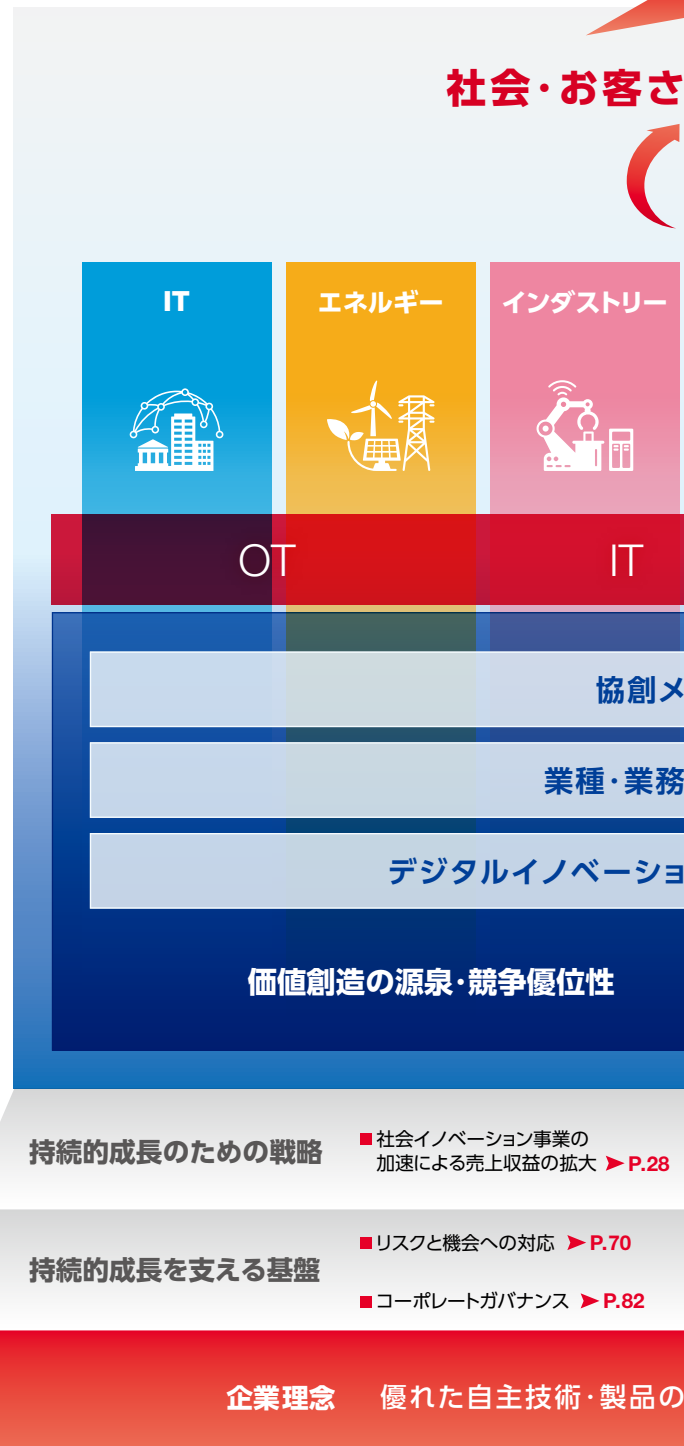 社会・お客さ
IT
エネルギー
インダストリー
OT
IT
協創メ
業種・業務
デジタルイノベーショ
価値創造の源泉・競争優位性
持続的成長のための戦略
■社会イノベーション事業の
加速による売上収益の拡大 ➤P.28
持続的成長を支える基盤
■リスクと機会への対応 ➤P.70
■コーポレートガバナンス ➤P.82
企業理念 優れた自主技術・製品の